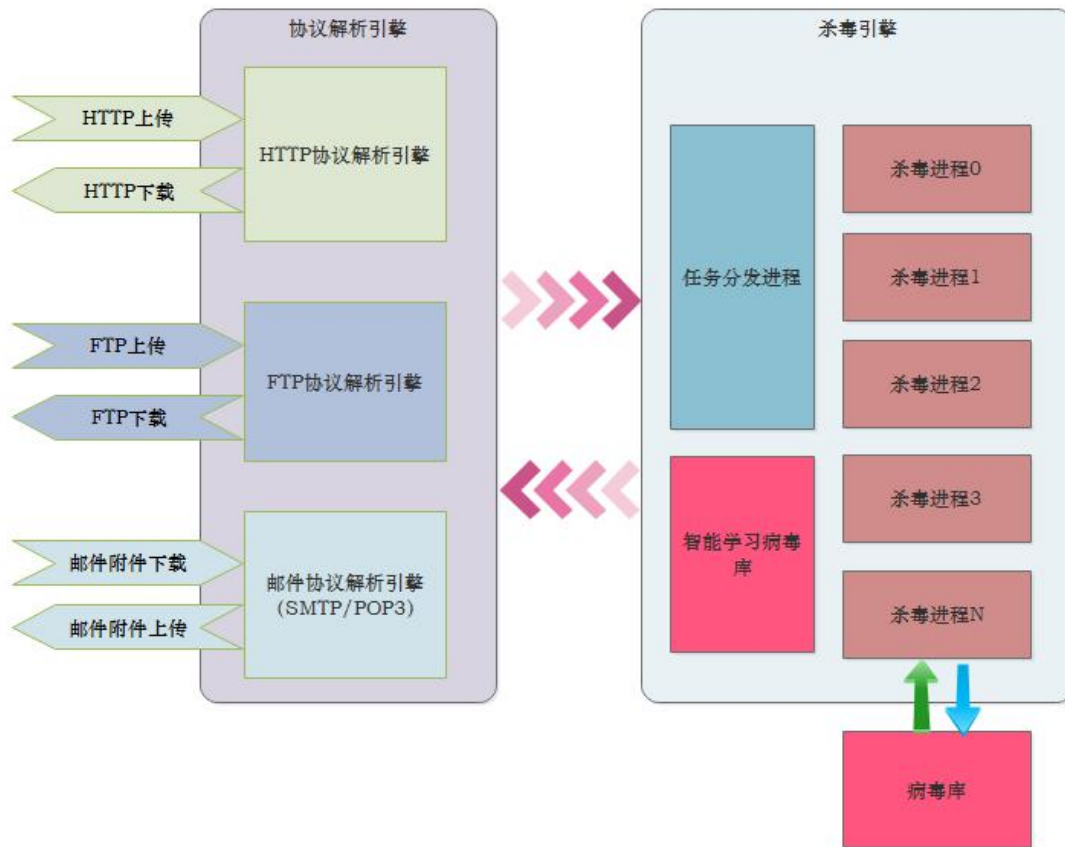 协议解析引擎
HTTP上传
HTTP下载
HTTP协议解析引擎
FTP上传
FTP下载
FTP协议解析引擎
邮件附件下载
邮件附件上传
邮件协议解析引擎
(SMTP/POP3)
杀毒引擎
任务分发进程
智能学习病毒
库
杀毒进程0
杀毒进程1
杀毒进程2
杀毒进程3
杀毒进程N
病毒库